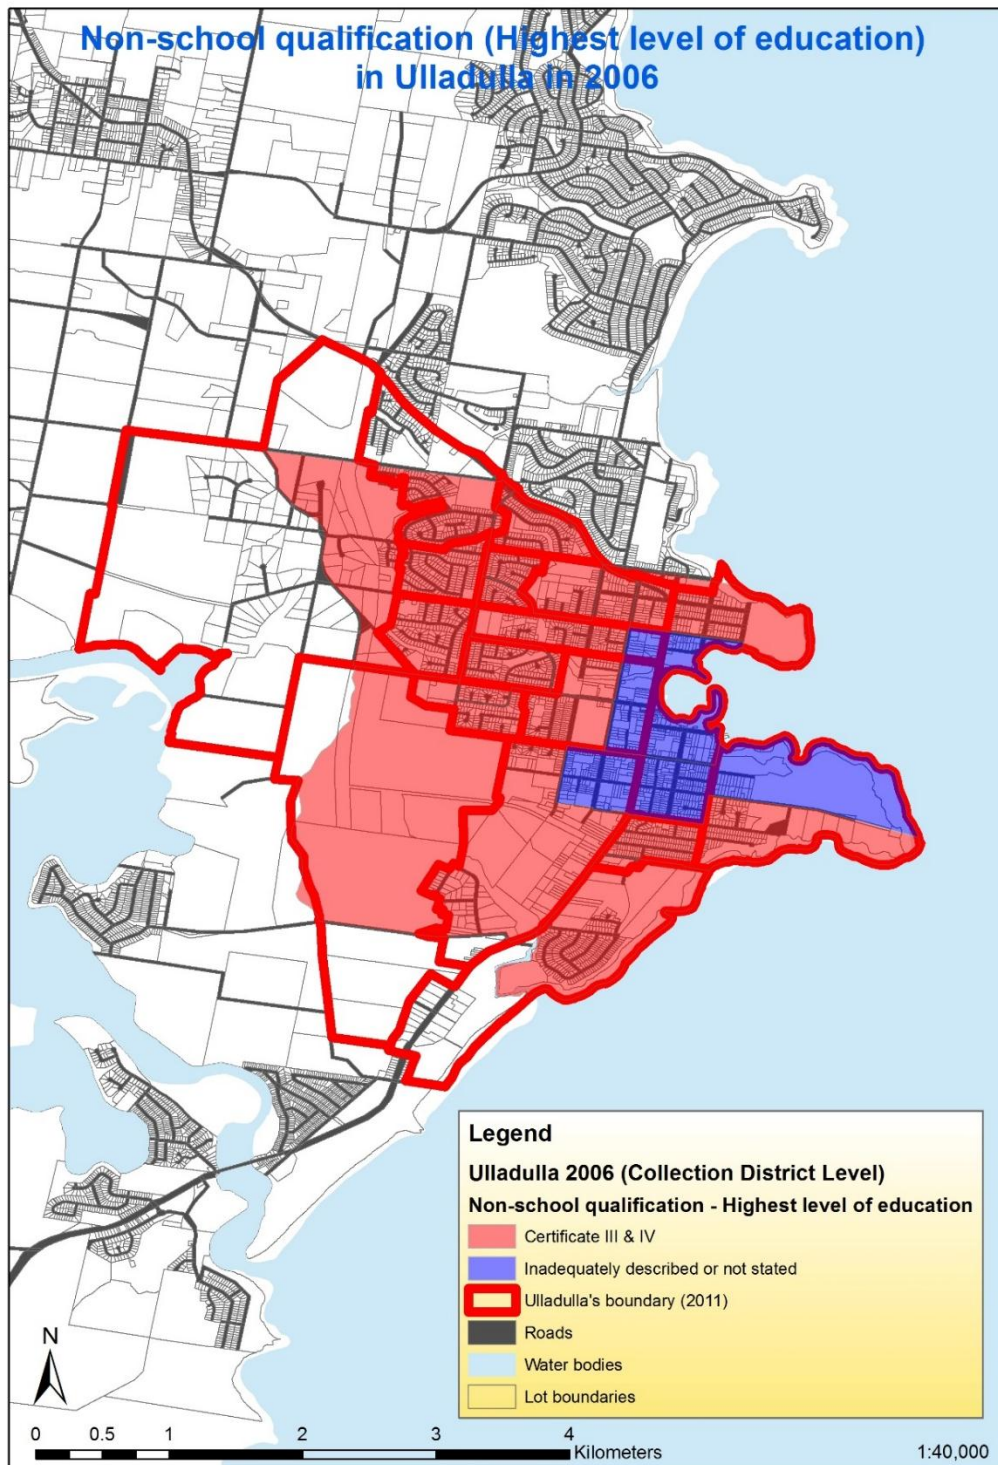 Non-school qualification (Highest level of education)
in Ulladulla in 2006
Legend
Ulladulla 2006 (Collection District Level)
Non-school qualification - Highest level of education
Certificate III & IV
Inadequately described or not stated
Ulladulla's boundary (2011)
Roads
Water bodies
Lot boundaries
N
0 0.5 1 2 3 4
Kilometers
1:40,000